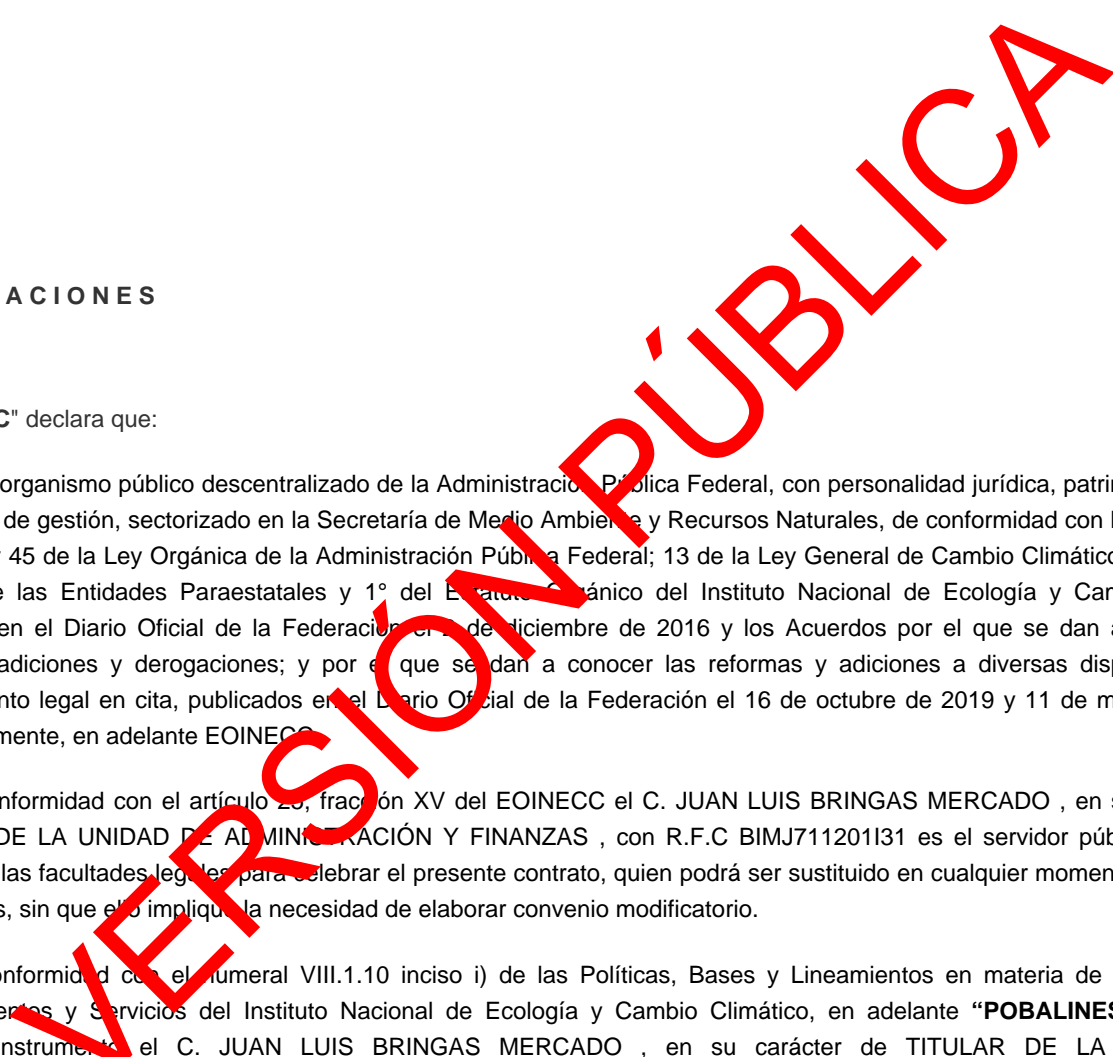 A C I O N E S
C" declara que:
organismo público descentralizado de la Administración Pública Federal, con personalidad jurídica, patrim
de gestión, sectorizado en la Secretaría de Medio Ambiente y Recursos Naturales, de conformidad con l
y 45 de la Ley Orgánica de la Administración Pública Federal; 13 de la Ley General de Cambio Climático
e las Entidades Paraestatales y 1° del Estatuto Orgánico del Instituto Nacional de Ecología y Cam
en el Diario Oficial de la Federación el de diciembre de 2016 y los Acuerdos por el que se dan a
adiciones y derogaciones; y por el que se dan a conocer las reformas y adiciones a diversas disp
nto legal en cita, publicados en el Diario Oficial de la Federación el 16 de octubre de 2019 y 11 de m
mente, en adelante EOINECC
nformidad con el artículo fracción XV del EOINECC el C. JUAN LUIS BRINGAS MERCADO , en s
DE LA UNIDAD DE ADMINISTRACIÓN Y FINANZAS , con R.F.C BIMJ711201I31 es el servidor púb
las facultades legales para celebrar el presente contrato, quien podrá ser sustituido en cualquier momen
s, sin que ello implique la necesidad de elaborar convenio modificatorio.
onformidad con el numeral VIII.1.10 inciso i) de las Políticas, Bases y Lineamientos en materia de
entos y Servicios del Instituto Nacional de Ecología y Cambio Climático, en adelante “POBALINES
instrumento el C. JUAN LUIS BRINGAS MERCADO , en su carácter de TITULAR DE LA
VERSIÓN PÚBLICA